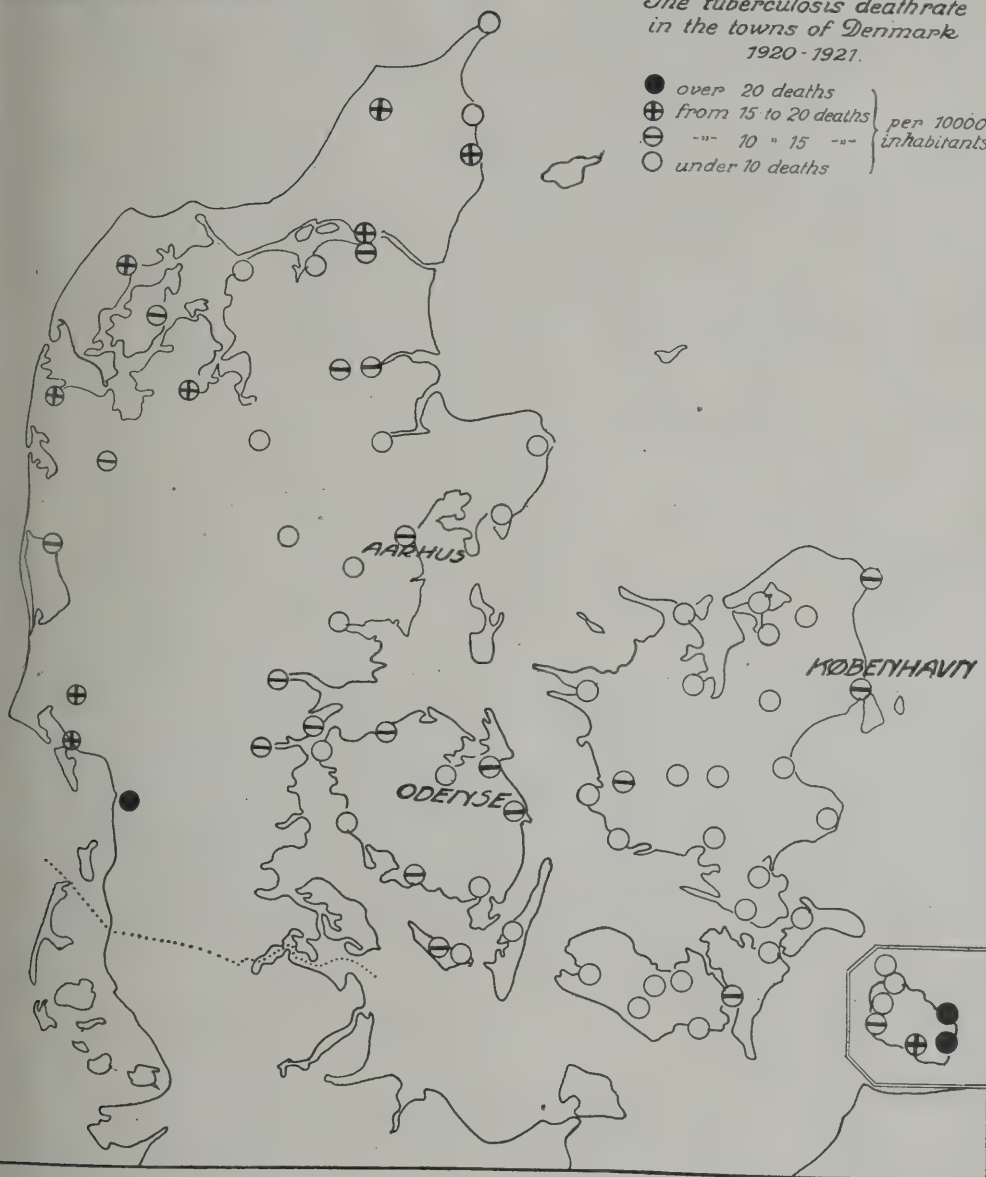 The tuberculosis deathrate
in the towns of Denmark
1920-1921.
over 20 deaths
from 15 to 20 deaths
-"- 10 " 15 -"-
under 10 deaths
per 10000
inhabitants
AARHUS
KØBENHAVN
ODENSE